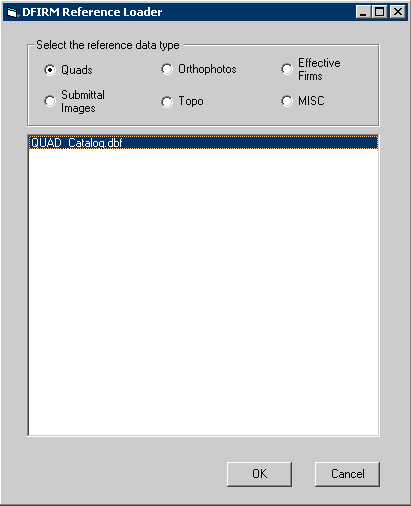 DFIRM Reference Loader
Select the reference data type
Quads
Orthophotos
Effective
Firms
Submittal
Images
Topo
MISC
QUAD_Catalog.dbf
OK
Cancel